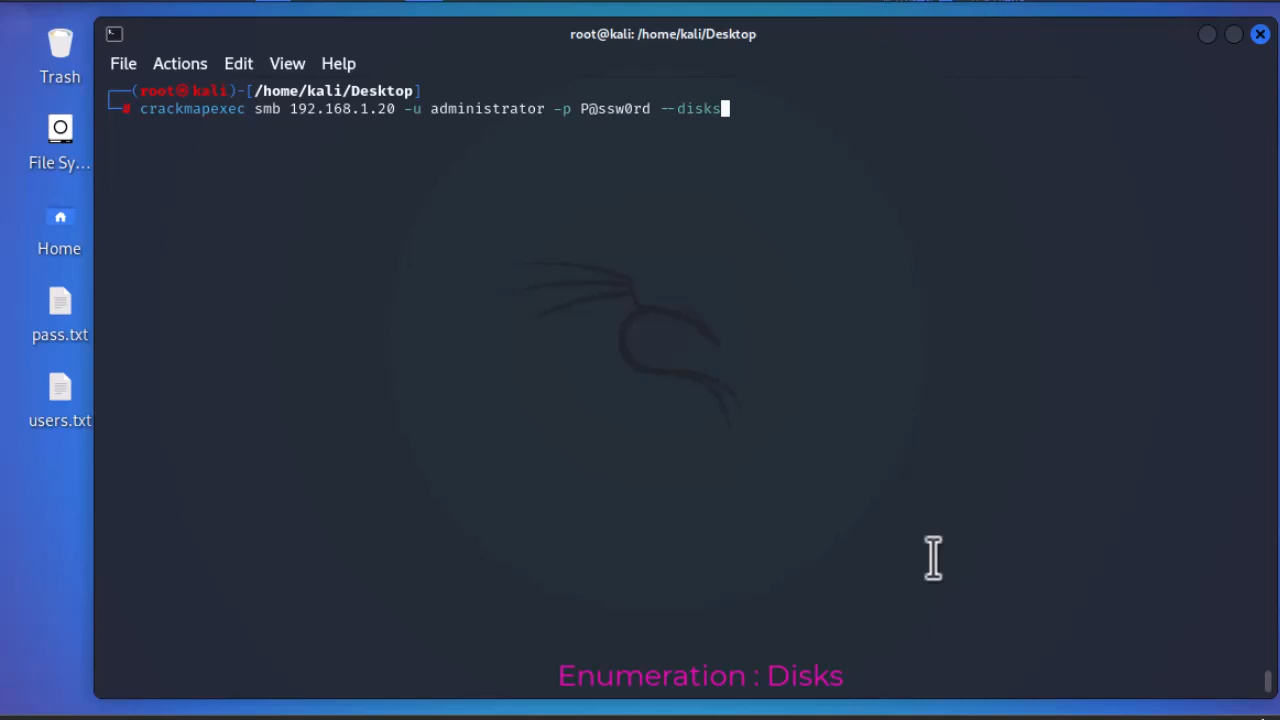 root@kali: /home/kali/Desktop
File Actions Edit View Help
Trash
File Sy...
Home
pass.txt
users.txt
┌──(root㉿kali)-[/home/kali/Desktop]
└─# crackmapexec smb 192.168.1.20 -u administrator -p P@ssw0rd --disks
Enumeration : Disks